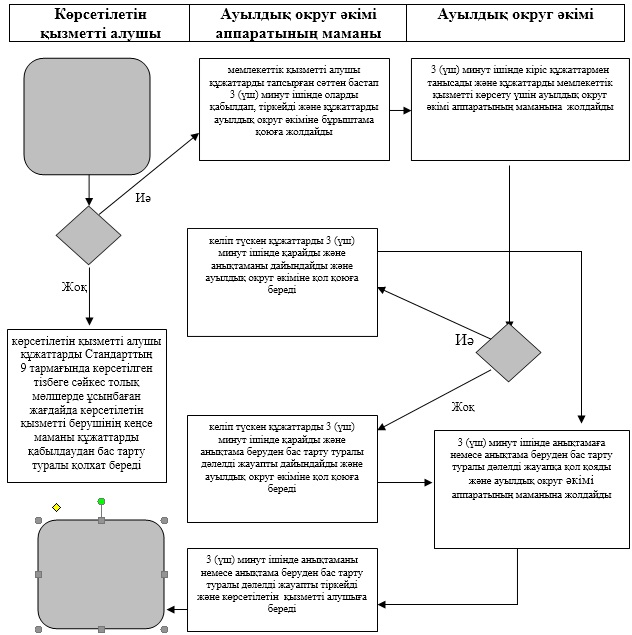 Көрсетілетін
қызметті алушы
Ауылдық округ әкімі
аппаратының маманы
Ауылдық округ әкімі
мемлекеттік қызметті алушы
құжаттарды тапсырған сәттен бастап
3 (үш) минут ішінде оларды
қабылдап, тіркейді және құжаттарды
ауылдық округ әкіміне бұрыштама
қоюға жолдайды
3 (үш) минут ішінде кіріс құжаттармен
танысады және құжаттарды мемлекеттік
қызметті көрсету үшін ауылдық округ
әкімі аппаратының маманына жолдайды
Иә
Жоқ
келіп түскен құжаттарды 3 (үш)
минут ішінде қарайды және
анықтаманы дайындайды және
ауылдық округ әкіміне қол қоюға
береді
көрсетілетін қызметті алушы
құжаттарды Стандарттың
9 тармағында көрсетілген
тізбеге сәйкес толық
мөлшерде ұсынбаған
жағдайда көрсетілетін
қызметті берушінің кеңсе
маманы құжаттарды
қабылдаудан бас тарту
туралы қолхат береді
Иә
Жоқ
келіп түскен құжаттарды 3 (үш)
минут ішінде қарайды және
анықтама беруден бас тарту туралы
дәлелді жауапты дайындайды және
ауылдық округ әкіміне қол қоюға
береді
3 (үш) минут ішінде анықтамаға
немесе анықтама беруден бас тарту
туралы дәлелді жауапқа қол қояды
және ауылдық округ әкімі
аппаратының маманына жолдайды
3 (үш) минут ішінде анықтаманы
немесе анықтама беруден бас тарту
туралы дәлелді жауапты тіркейді
және көрсетілетін қызметті алушыға
береді